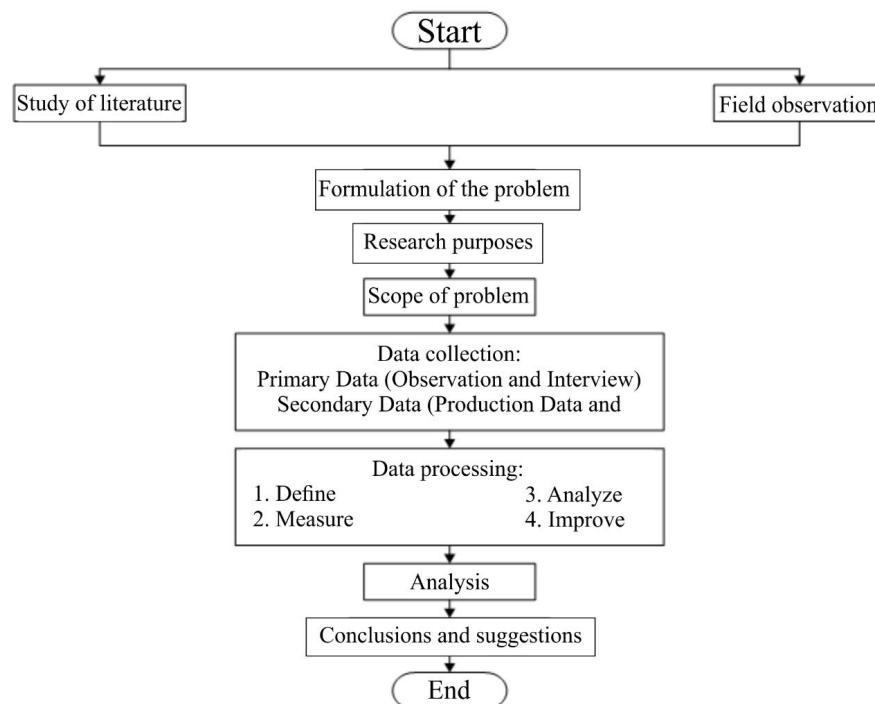 Start
Study of literature
Field observation
Formulation of the problem
Research purposes
Scope of problem
Data collection:
Primary Data (Observation and Interview)
Secondary Data (Production Data and
Data processing:
1. Define
2. Measure
3. Analyze
4. Improve
Analysis
Conclusions and suggestions
End